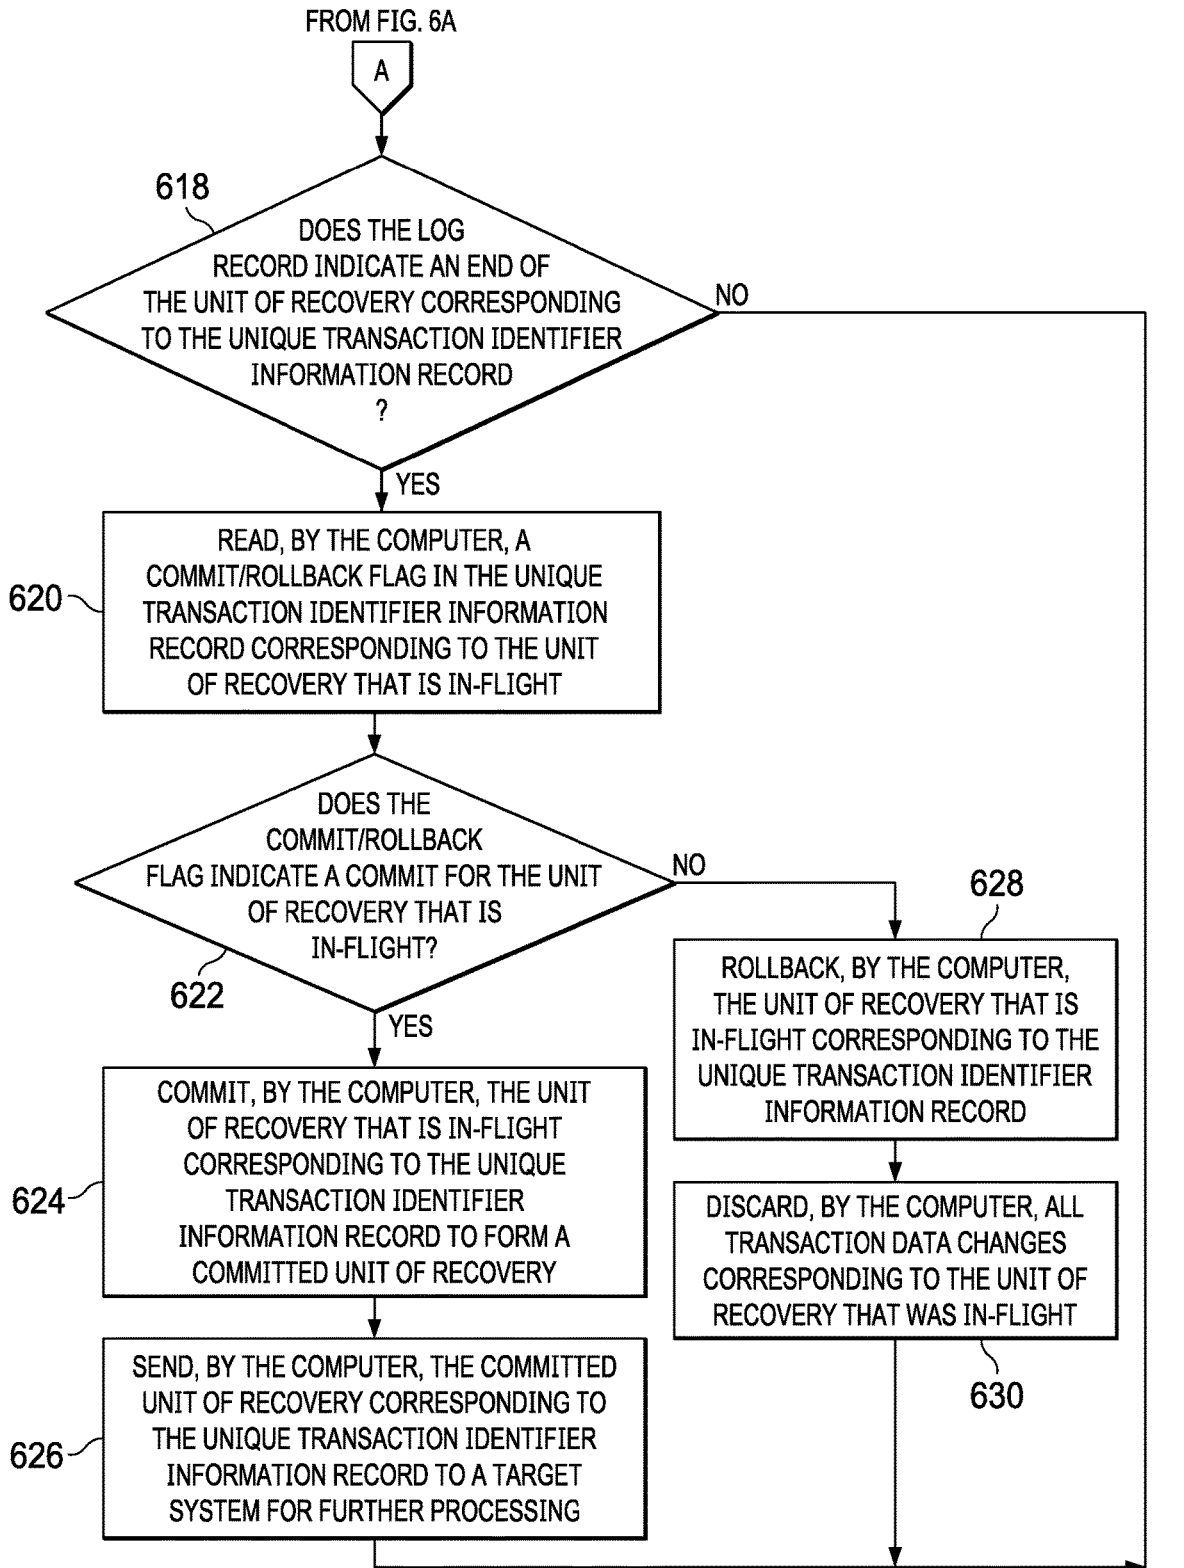 FROM FIG. 6A
A
618
DOES THE LOG
RECORD INDICATE AN END OF
THE UNIT OF RECOVERY CORRESPONDING
TO THE UNIQUE TRANSACTION IDENTIFIER
INFORMATION RECORD
?
NO
YES
620
READ, BY THE COMPUTER, A
COMMIT/ROLLBACK FLAG IN THE UNIQUE
TRANSACTION IDENTIFIER INFORMATION
RECORD CORRESPONDING TO THE UNIT
OF RECOVERY THAT IS IN-FLIGHT
DOES THE
COMMIT/ROLLBACK
FLAG INDICATE A COMMIT FOR THE UNIT
OF RECOVERY THAT IS
IN-FLIGHT?
622
NO
YES
628
ROLLBACK, BY THE COMPUTER,
THE UNIT OF RECOVERY THAT IS
IN-FLIGHT CORRESPONDING TO THE
UNIQUE TRANSACTION IDENTIFIER
INFORMATION RECORD
624
COMMIT, BY THE COMPUTER, THE UNIT
OF RECOVERY THAT IS IN-FLIGHT
CORRESPONDING TO THE UNIQUE
TRANSACTION IDENTIFIER
INFORMATION RECORD TO FORM A
COMMITTED UNIT OF RECOVERY
DISCARD, BY THE COMPUTER, ALL
TRANSACTION DATA CHANGES
CORRESPONDING TO THE UNIT OF
RECOVERY THAT WAS IN-FLIGHT
630
626
SEND, BY THE COMPUTER, THE COMMITTED
UNIT OF RECOVERY CORRESPONDING TO
THE UNIQUE TRANSACTION IDENTIFIER
INFORMATION RECORD TO A TARGET
SYSTEM FOR FURTHER PROCESSING